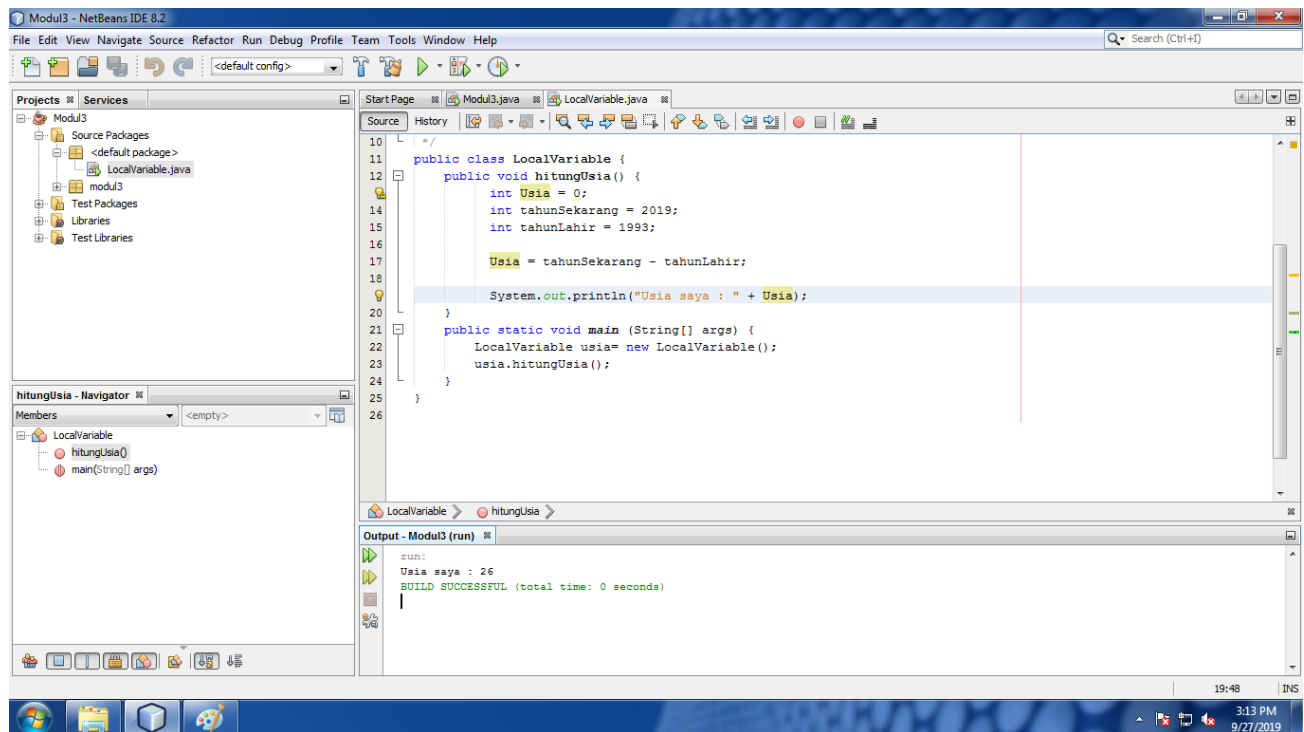 Modul3 - NetBeans IDE 8.2
File Edit View Navigate Source Refactor Run Debug Profile Team Tools Window Help
Search (Ctrl+I)
<default config>
Projects Services
Modul3
Source Packages
<default package>
LocalVariable.java
modul3
Test Packages
Libraries
Test Libraries
hitungUsia - Navigator
Members <empty>
LocalVariable
hitungUsia()
main(String[] args)
Start Page Modul3.java LocalVariable.java
Source History
10 */
11 public class LocalVariable {
12 public void hitungUsia() {
int Usia = 0;
14 int tahunSekarang = 2019;
15 int tahunLahir = 1993;
16
17 Usia = tahunSekarang - tahunLahir;
18
System.out.println("Usia saya : " + Usia);
20 }
21 public static void main (String[] args) {
22 LocalVariable usia= new LocalVariable();
23 usia.hitungUsia();
24 }
25 }
26
LocalVariable hitungUsia
Output - Modul3 (run)
run:
Usia saya : 26
BUILD SUCCESSFUL (total time: 0 seconds)
19:48 INS
3:13 PM
9/27/2019